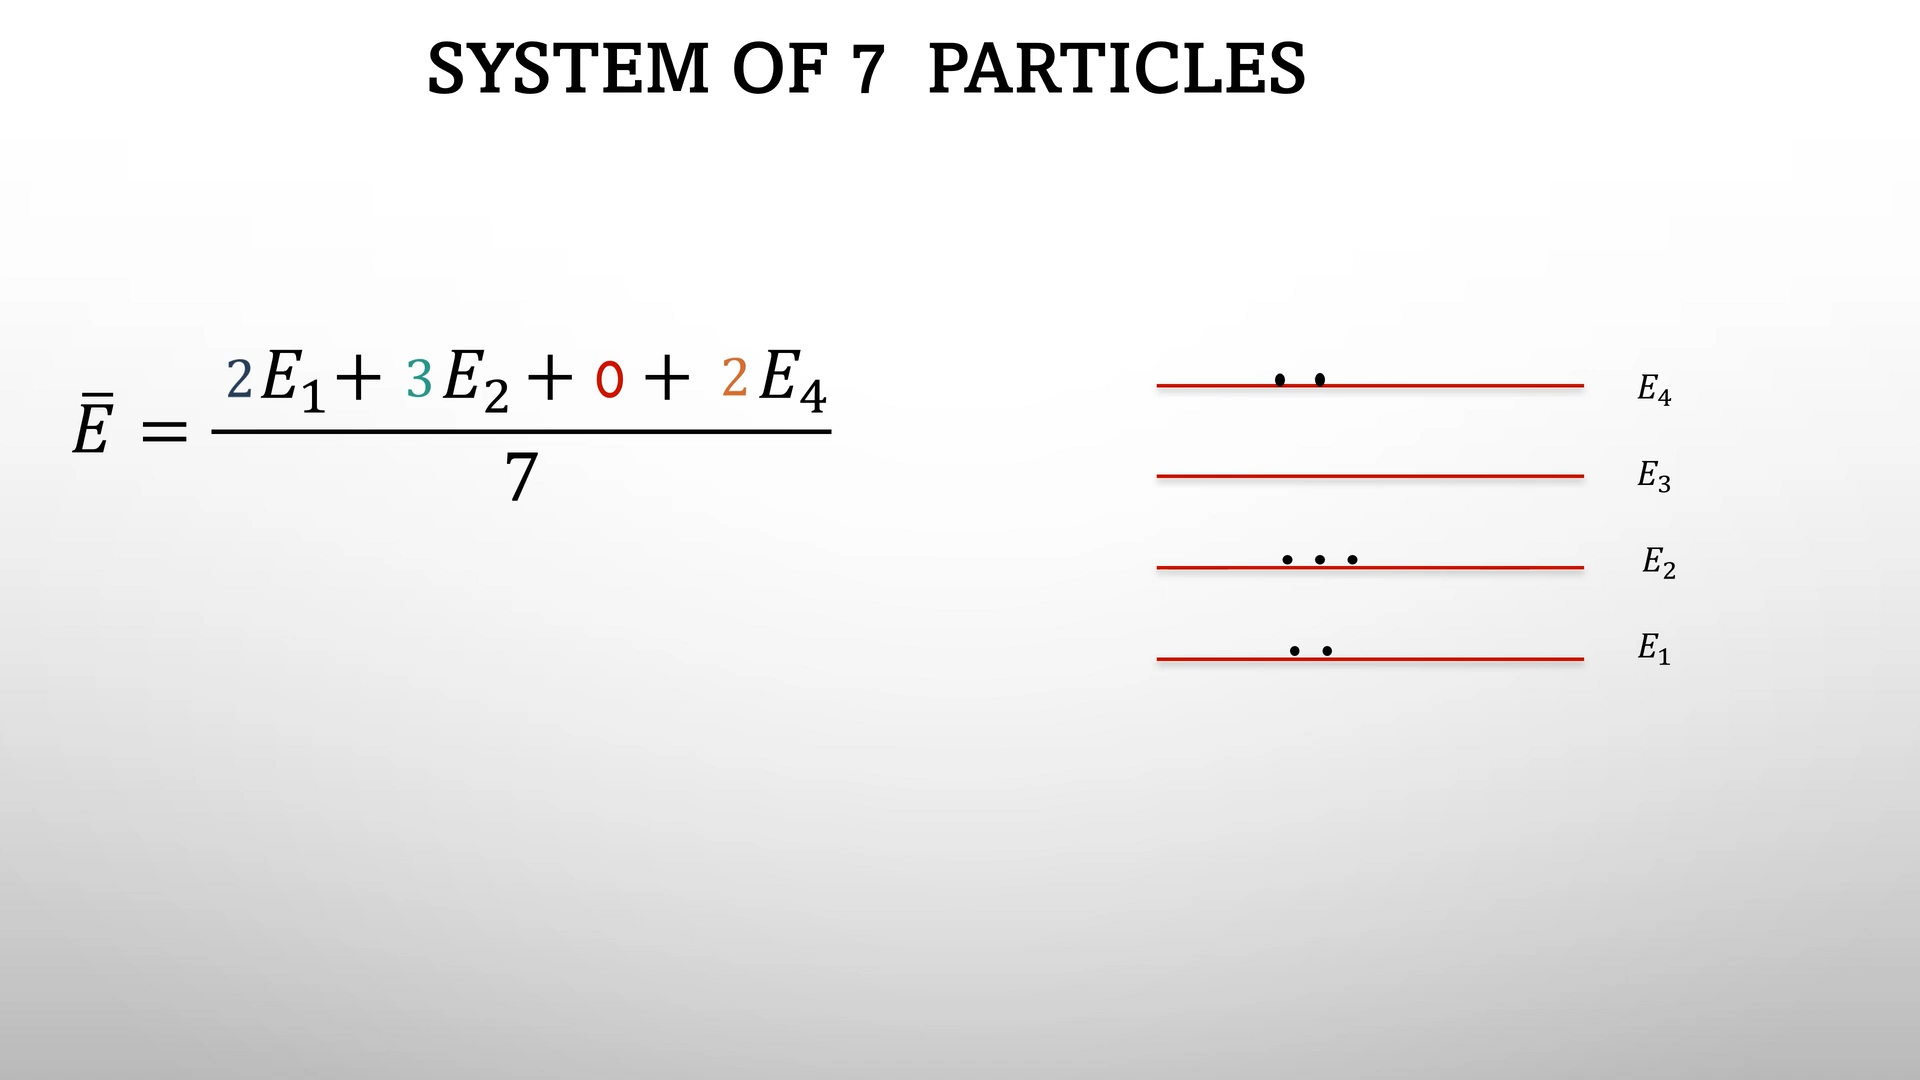 SYSTEM OF 7 PARTICLES
Ē = (2E₁ + 3E₂ + 0 + 2E₄) / 7
E₄
E₃
E₂
E₁